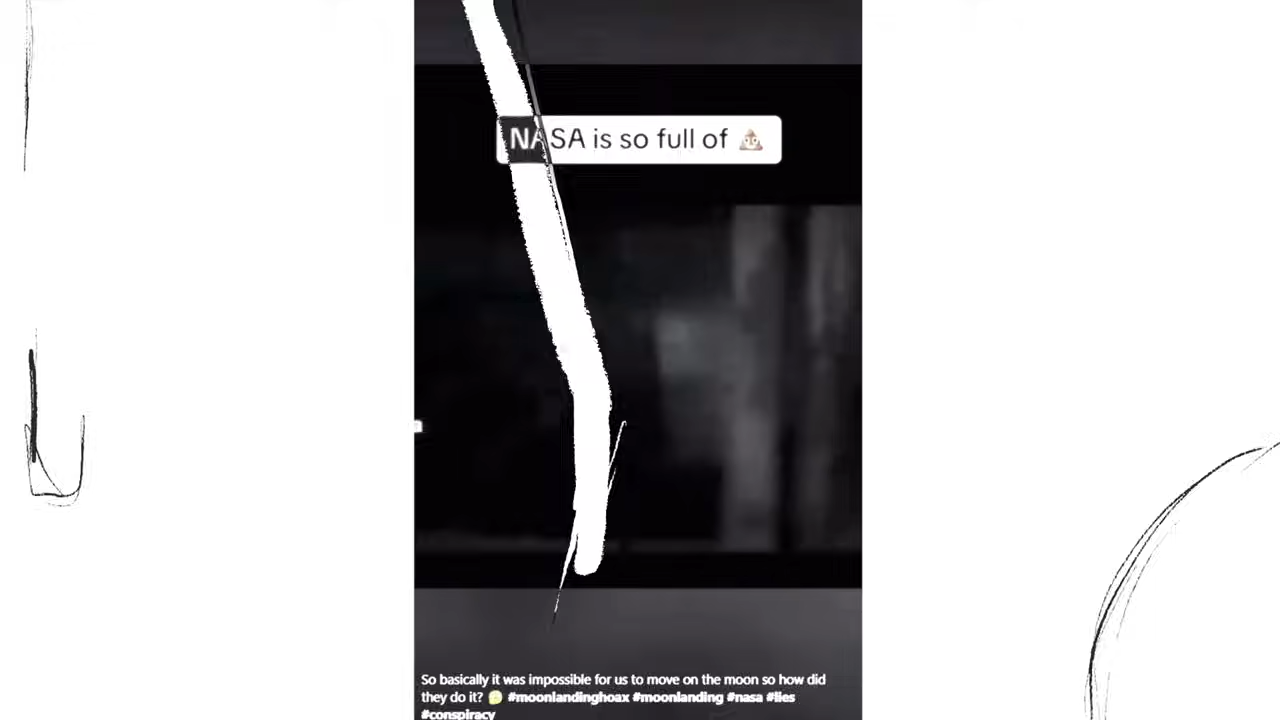 NASA is so full of 💩
So basically it was impossible for us to move on the moon so how did
they do it? 🤔 #moonlandinghoax #moonlanding #nasa #lies
#conspiracy